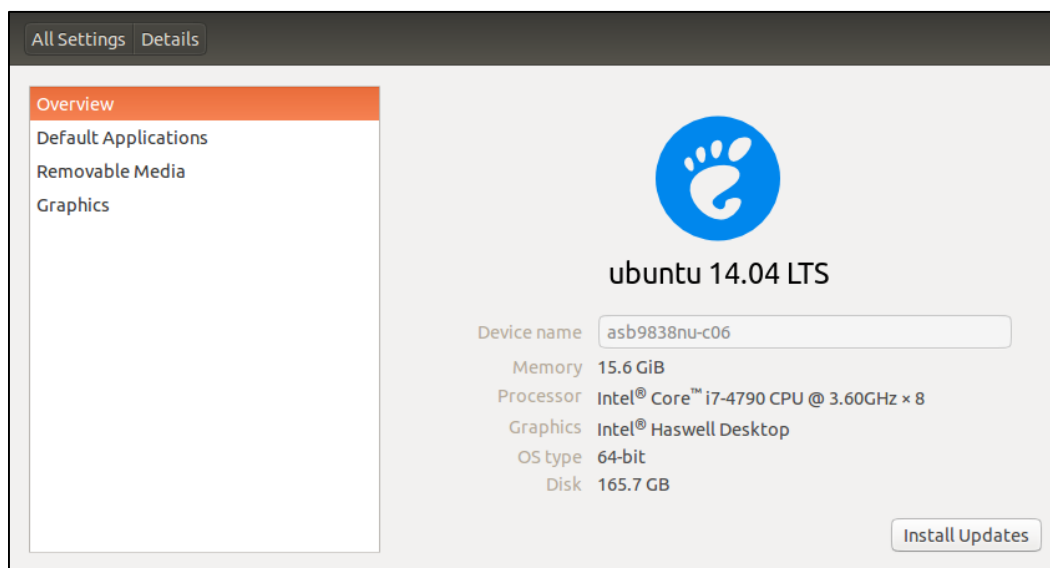 All Settings Details
Overview
Default Applications
Removable Media
Graphics
ubuntu 14.04 LTS
Device name asb9838nu-c06
Memory 15.6 GiB
Processor Intel® Core™ i7-4790 CPU @ 3.60GHz × 8
Graphics Intel® Haswell Desktop
OS type 64-bit
Disk 165.7 GB
Install Updates